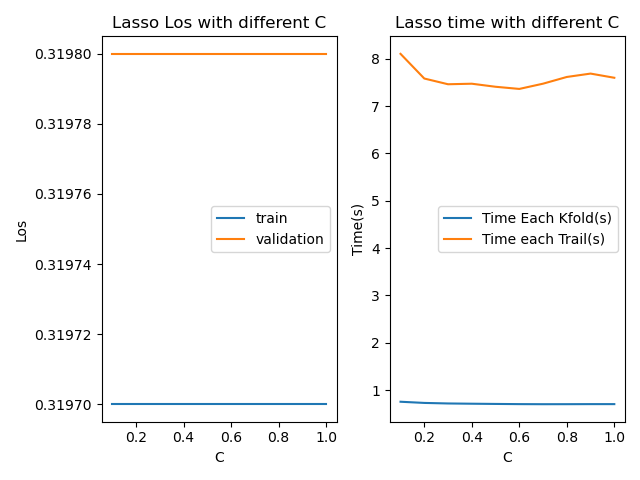 Lasso Los with different C
0.31980
0.31978
0.31976
0.31974
0.31972
0.31970
Los
train
validation
0.2 0.4 0.6 0.8 1.0
C
Lasso time with different C
8
7
6
5
4
3
2
1
Time(s)
Time Each Kfold(s)
Time each Trail(s)
0.2 0.4 0.6 0.8 1.0
C